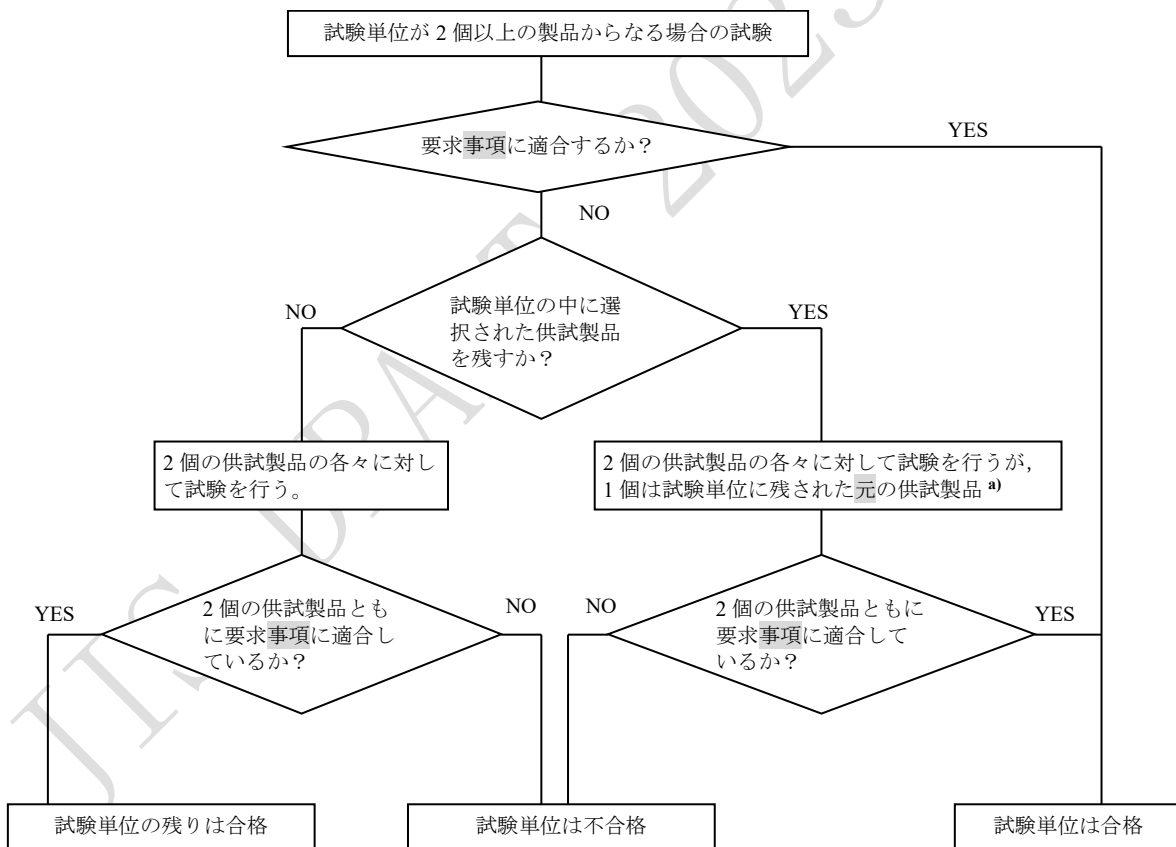 試験単位が 2 個以上の製品からなる場合の試験
要求事項に適合するか？
YES
NO
試験単位の中に選
択された供試製品
を残すか？
NO
YES
2 個の供試製品の各々に対し
て試験を行う。
2 個の供試製品の各々に対して試験を行うが，
1 個は試験単位に残された元の供試製品 a)
YES
2 個の供試製品とも
に要求事項に適合し
ているか？
NO
NO
2 個の供試製品ともに
要求事項に適合して
いるか？
YES
試験単位の残りは合格
試験単位は不合格
試験単位は合格
JIS DRAFT 2023